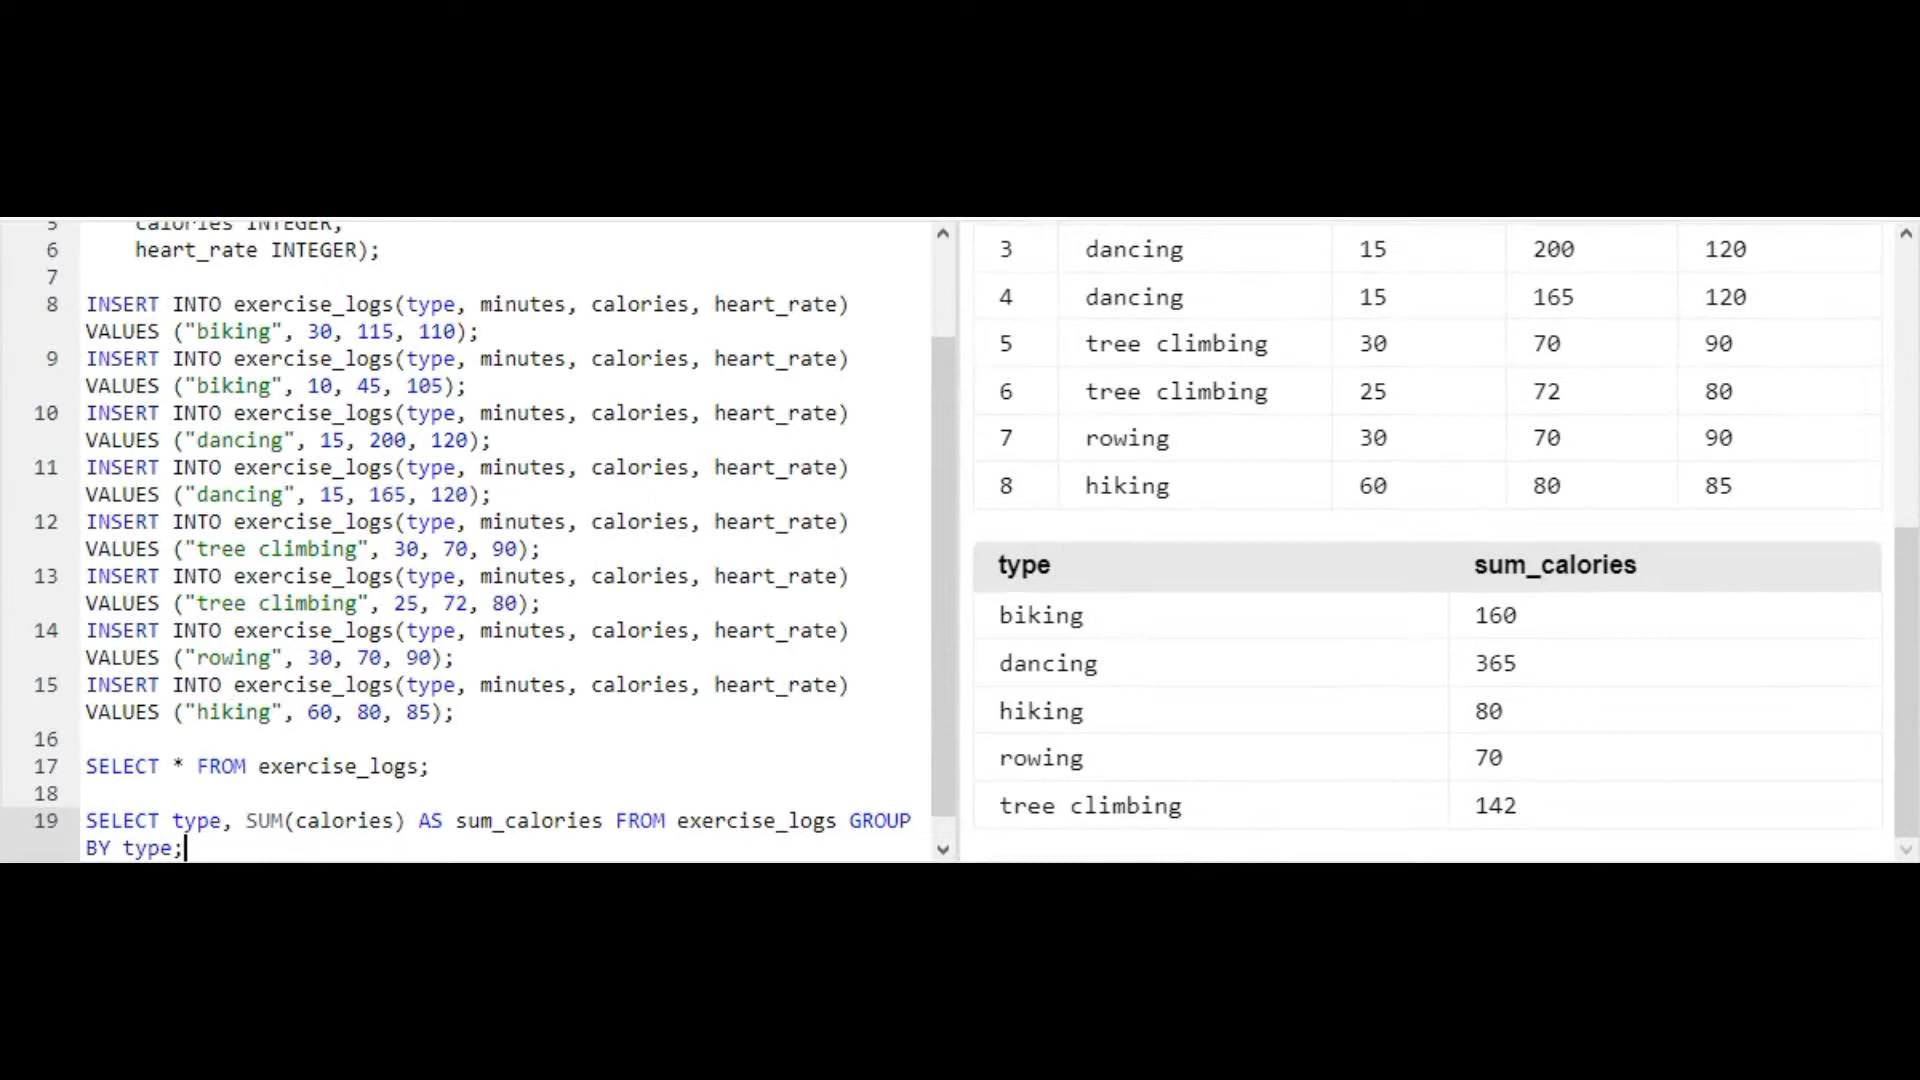 5 calories INTEGER,
6 heart_rate INTEGER);
7
8 INSERT INTO exercise_logs(type, minutes, calories, heart_rate)
VALUES ("biking", 30, 115, 110);
9 INSERT INTO exercise_logs(type, minutes, calories, heart_rate)
VALUES ("biking", 10, 45, 105);
10 INSERT INTO exercise_logs(type, minutes, calories, heart_rate)
VALUES ("dancing", 15, 200, 120);
11 INSERT INTO exercise_logs(type, minutes, calories, heart_rate)
VALUES ("dancing", 15, 165, 120);
12 INSERT INTO exercise_logs(type, minutes, calories, heart_rate)
VALUES ("tree climbing", 30, 70, 90);
13 INSERT INTO exercise_logs(type, minutes, calories, heart_rate)
VALUES ("tree climbing", 25, 72, 80);
14 INSERT INTO exercise_logs(type, minutes, calories, heart_rate)
VALUES ("rowing", 30, 70, 90);
15 INSERT INTO exercise_logs(type, minutes, calories, heart_rate)
VALUES ("hiking", 60, 80, 85);
16
17 SELECT * FROM exercise_logs;
18
19 SELECT type, SUM(calories) AS sum_calories FROM exercise_logs GROUP
BY type;
3 dancing 15 200 120
4 dancing 15 165 120
5 tree climbing 30 70 90
6 tree climbing 25 72 80
7 rowing 30 70 90
8 hiking 60 80 85
type sum_calories
biking 160
dancing 365
hiking 80
rowing 70
tree climbing 142